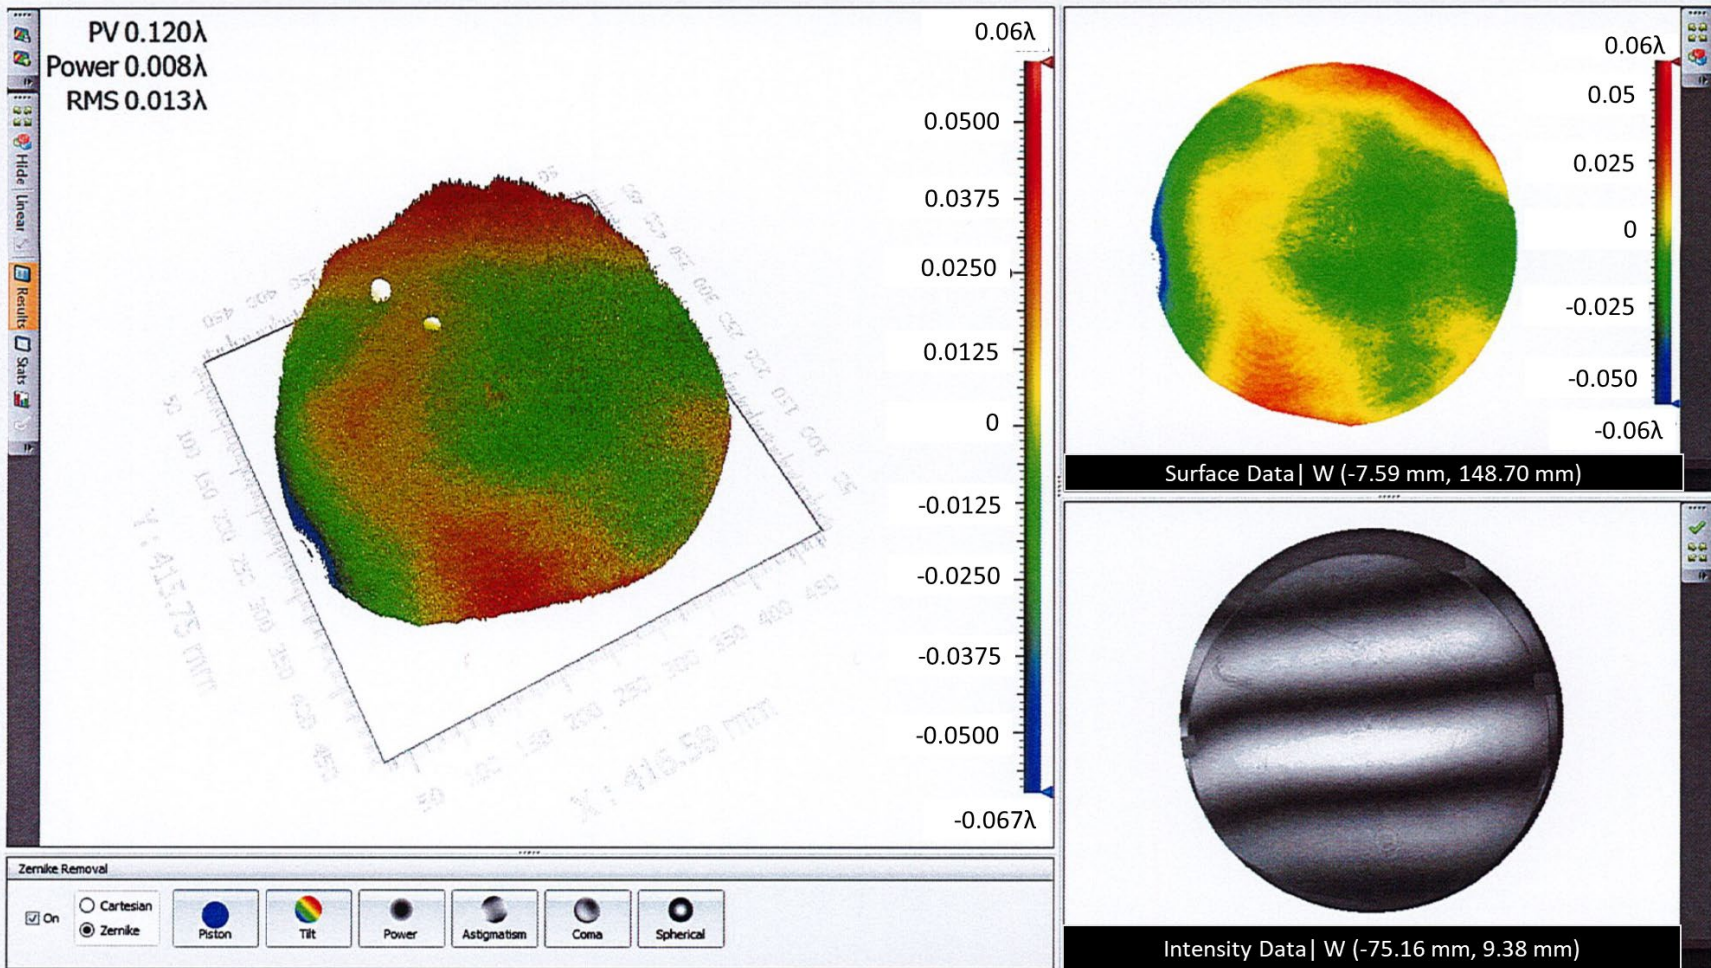 PV 0.120λ
Power 0.008λ
RMS 0.013λ
Hide
Linear
Results
Stats
0.06λ
0.0500
0.0375
0.0250
0.0125
0
-0.0125
-0.0250
-0.0375
-0.0500
-0.067λ
X : 416.58 mm
0.06λ
0.05
0.025
0
-0.025
-0.050
-0.06λ
Surface Data| W (-7.59 mm, 148.70 mm)
Intensity Data| W (-75.16 mm, 9.38 mm)
Zernike Removal
On
Cartesian
Zernike
Piston
Tilt
Power
Astigmatism
Coma
Spherical